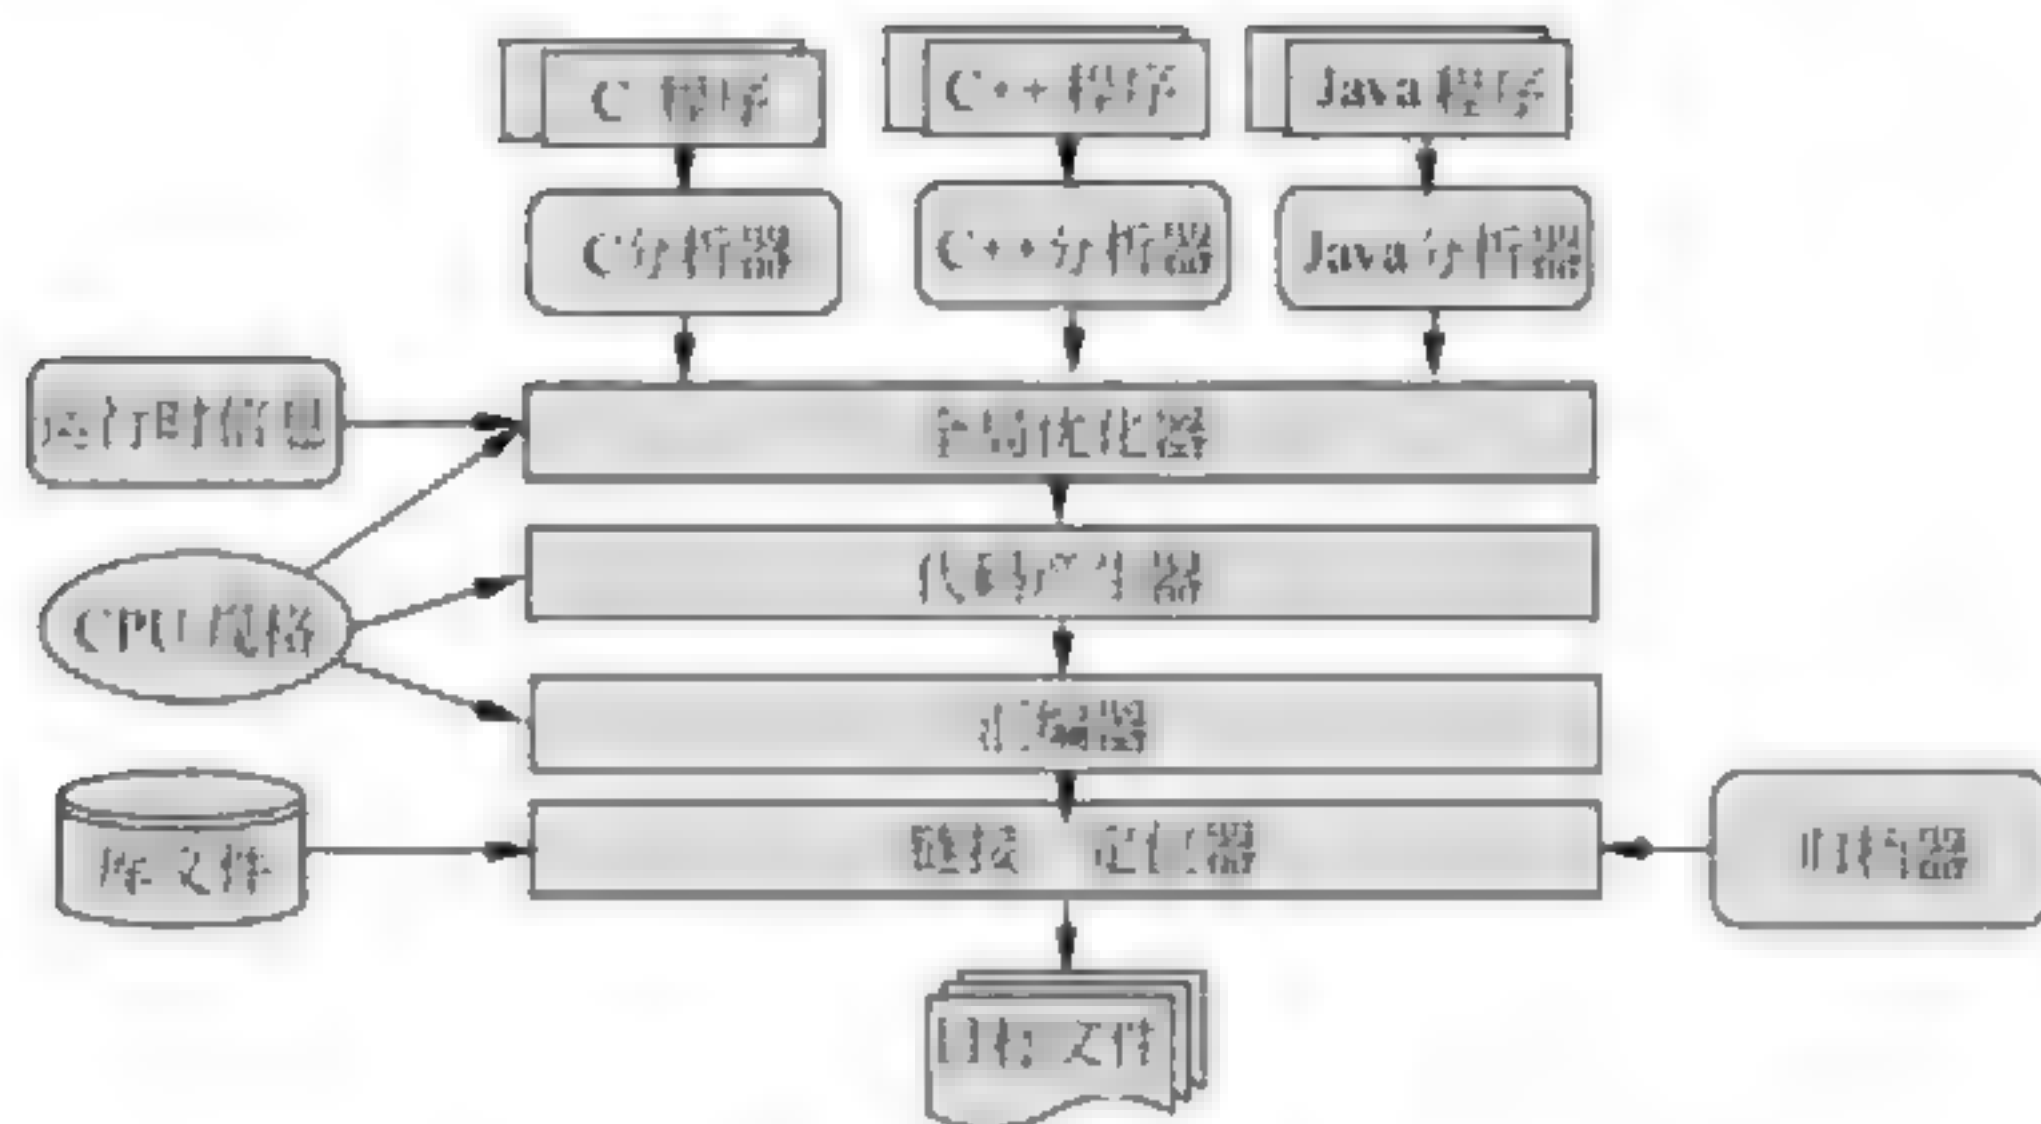 C 程序
C++ 程序
Java 程序
C 分析器
C++ 分析器
Java 分析器
运行时信息
全局优化器
代码产生器
CPU 规格
汇编器
库文件
链接 定位器
目标文件